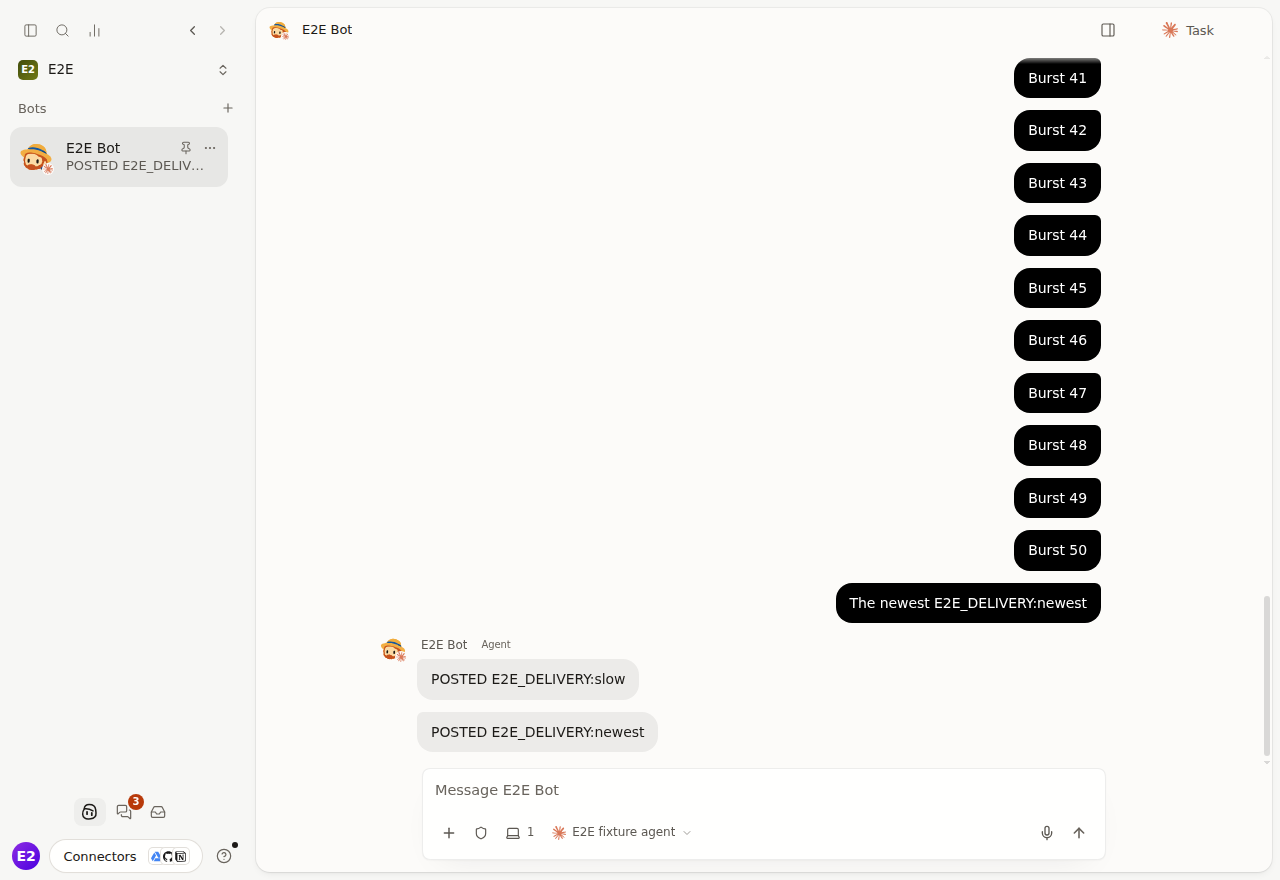 E2E Bot
Task
E2 E2E
Bots
E2E Bot
POSTED E2E_DELIV...
Burst 41
Burst 42
Burst 43
Burst 44
Burst 45
Burst 46
Burst 47
Burst 48
Burst 49
Burst 50
The newest E2E_DELIVERY:newest
E2E Bot Agent
POSTED E2E_DELIVERY:slow
POSTED E2E_DELIVERY:newest
Message E2E Bot
1 E2E fixture agent
3
E2 Connectors